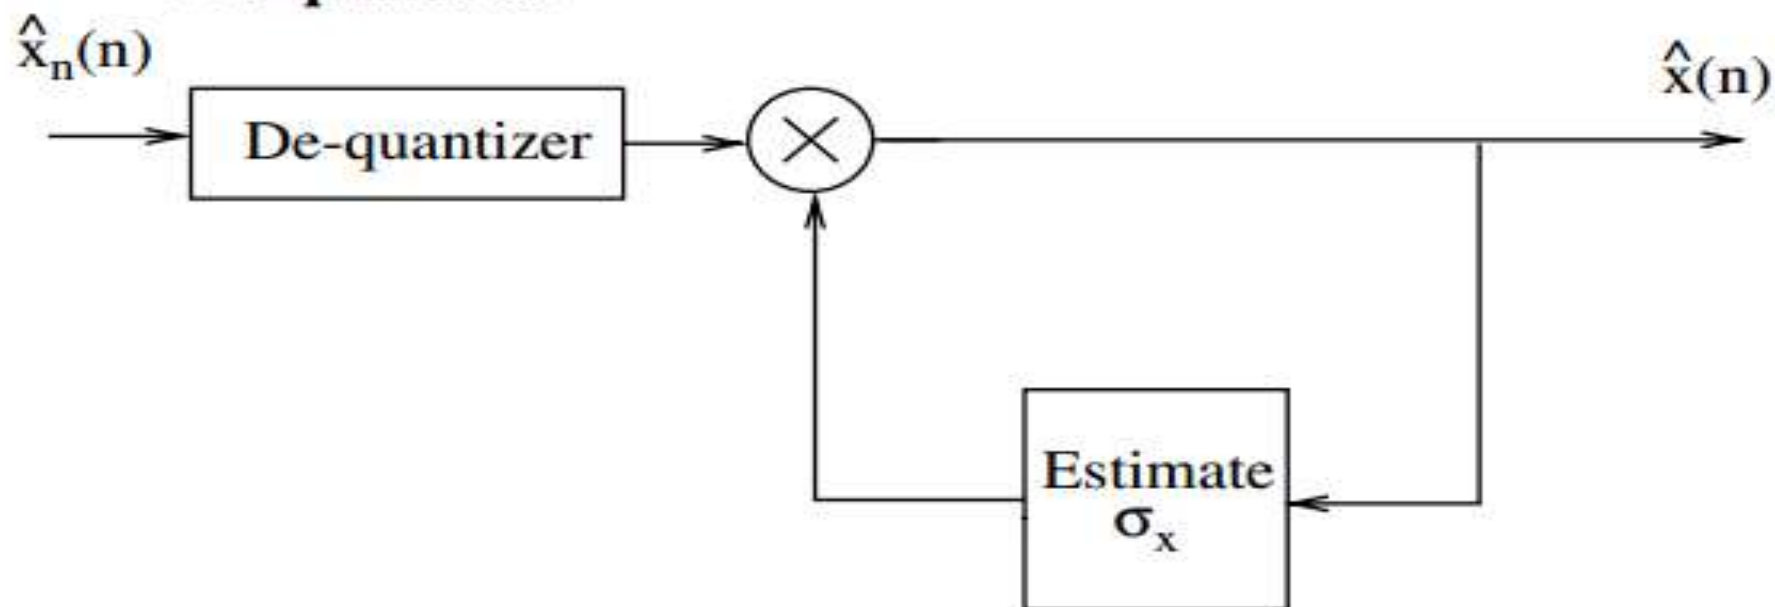 x̂ₙ(n)
x̂(n)
De-quantizer
Estimate
σₓ